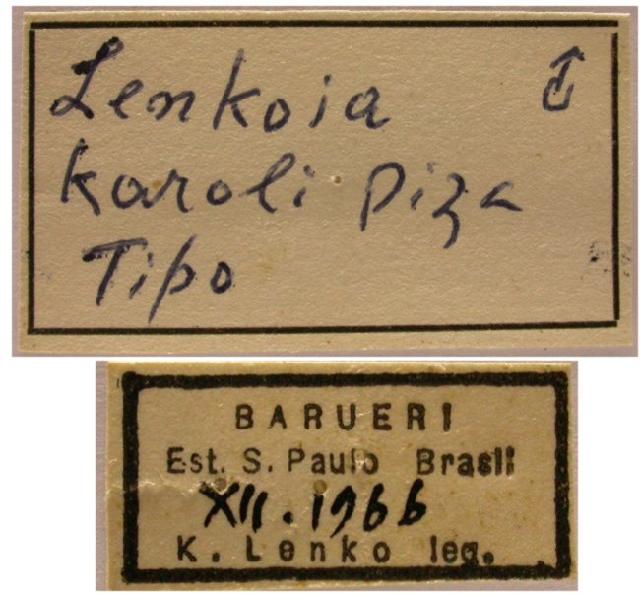 Lenkoia ♂
karoli Piza
Tipo
BARUERI
Est. S. Paulo Brasil
XII. 1966
K. Lenko leg.